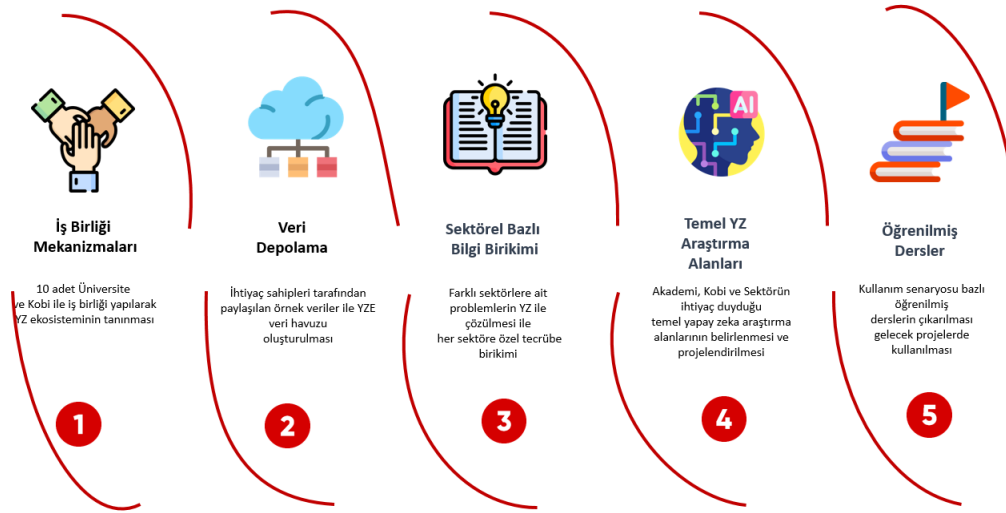 İş Birliği
Mekanizmaları
10 adet Üniversite
ve Kobi ile iş birliği yapılarak
YZ ekosisteminin tanınması
1
Veri
Depolama
İhtiyaç sahipleri tarafından
paylaşılan örnek veriler ile YZE
veri havuzu
oluşturulması
2
Sektörel Bazlı
Bilgi Birikimi
Farklı sektörlere ait
problemlerin YZ ile
çözülmesi ile
her sektöre özel tecrübe
birikimi
3
AI
Temel YZ
Araştırma
Alanları
Akademi, Kobi ve Sektörün
ihtiyaç duyduğu
temel yapay zeka araştırma
alanlarının belirlenmesi ve
projelendirilmesi
4
Öğrenilmiş
Dersler
Kullanım senaryosu bazlı
öğrenilmiş
derslerin çıkarılması
gelecek projelerde
kullanılması
5